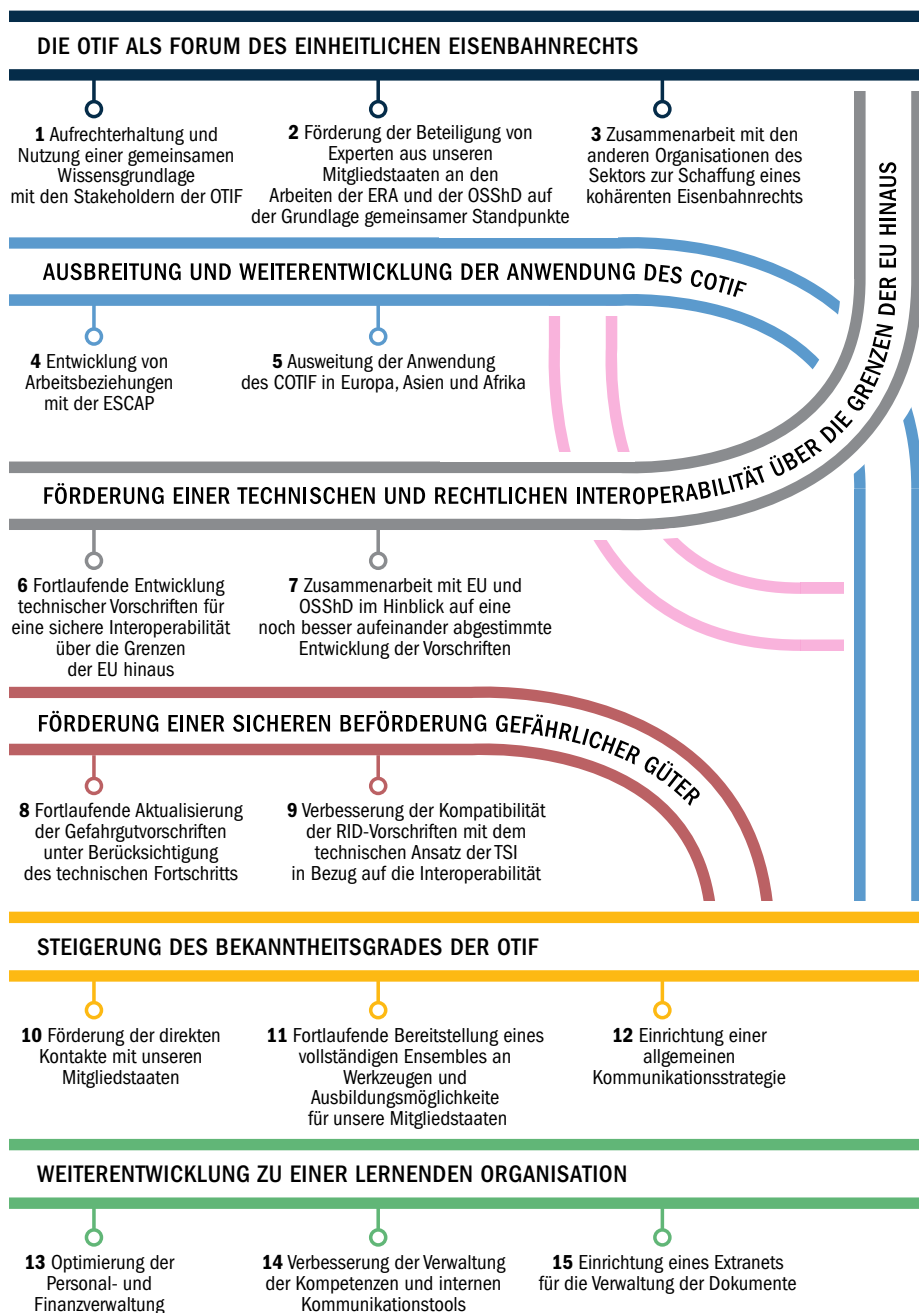 DIE OTIF ALS FORUM DES EINHEITLICHEN EISENBAHNRECHTS
1 Aufrechterhaltung und
Nutzung einer gemeinsamen
Wissensgrundlage
mit den Stakeholdern der OTIF
2 Förderung der Beteiligung von
Experten aus unseren
Mitgliedstaaten an den
Arbeiten der ERA und der OSShD auf
der Grundlage gemeinsamer Standpunkte
3 Zusammenarbeit mit den
anderen Organisationen des
Sektors zur Schaffung eines
kohärenten Eisenbahnrechts
AUSBREITUNG UND WEITERENTWICKLUNG DER ANWENDUNG DES COTIF
4 Entwicklung von
Arbeitsbeziehungen
mit der ESCAP
5 Ausweitung der Anwendung
des COTIF in Europa, Asien und Afrika
FÖRDERUNG EINER TECHNISCHEN UND RECHTLICHEN INTEROPERABILITÄT ÜBER DIE GRENZEN DER EU HINAUS
6 Fortlaufende Entwicklung
technischer Vorschriften für
eine sichere Interoperabilität
über die Grenzen
der EU hinaus
7 Zusammenarbeit mit EU und
OSShD im Hinblick auf eine
noch besser aufeinander abgestimmte
Entwicklung der Vorschriften
FÖRDERUNG EINER SICHEREN BEFÖRDERUNG GEFÄHRLICHER GÜTER
8 Fortlaufende Aktualisierung
der Gefahrgutvorschriften
unter Berücksichtigung
des technischen Fortschritts
9 Verbesserung der Kompatibilität
der RID-Vorschriften mit dem
technischen Ansatz der TSI
in Bezug auf die Interoperabilität
STEIGERUNG DES BEKANNTHEITSGRADES DER OTIF
10 Förderung der direkten
Kontakte mit unseren
Mitgliedstaaten
11 Fortlaufende Bereitstellung eines
vollständigen Ensembles an
Werkzeugen und
Ausbildungsmöglichkeite
für unsere Mitgliedstaaten
12 Einrichtung einer
allgemeinen
Kommunikationsstrategie
WEITERENTWICKLUNG ZU EINER LERNENDEN ORGANISATION
13 Optimierung der
Personal- und
Finanzverwaltung
14 Verbesserung der Verwaltung
der Kompetenzen und internen
Kommunikationstools
15 Einrichtung eines Extranets
für die Verwaltung der Dokumente